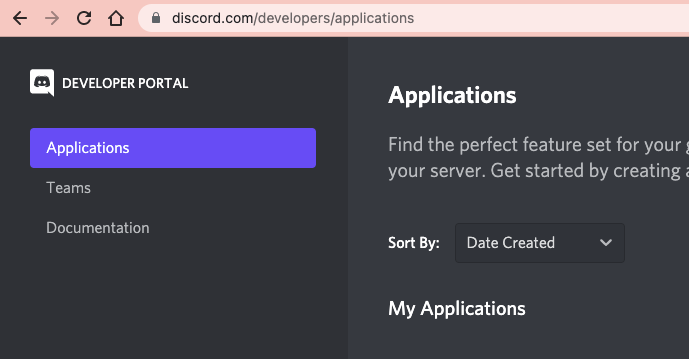 discord.com/developers/applications
DEVELOPER PORTAL
Applications
Teams
Documentation
Applications
Find the perfect feature set for your
your server. Get started by creating
Sort By: Date Created
My Applications